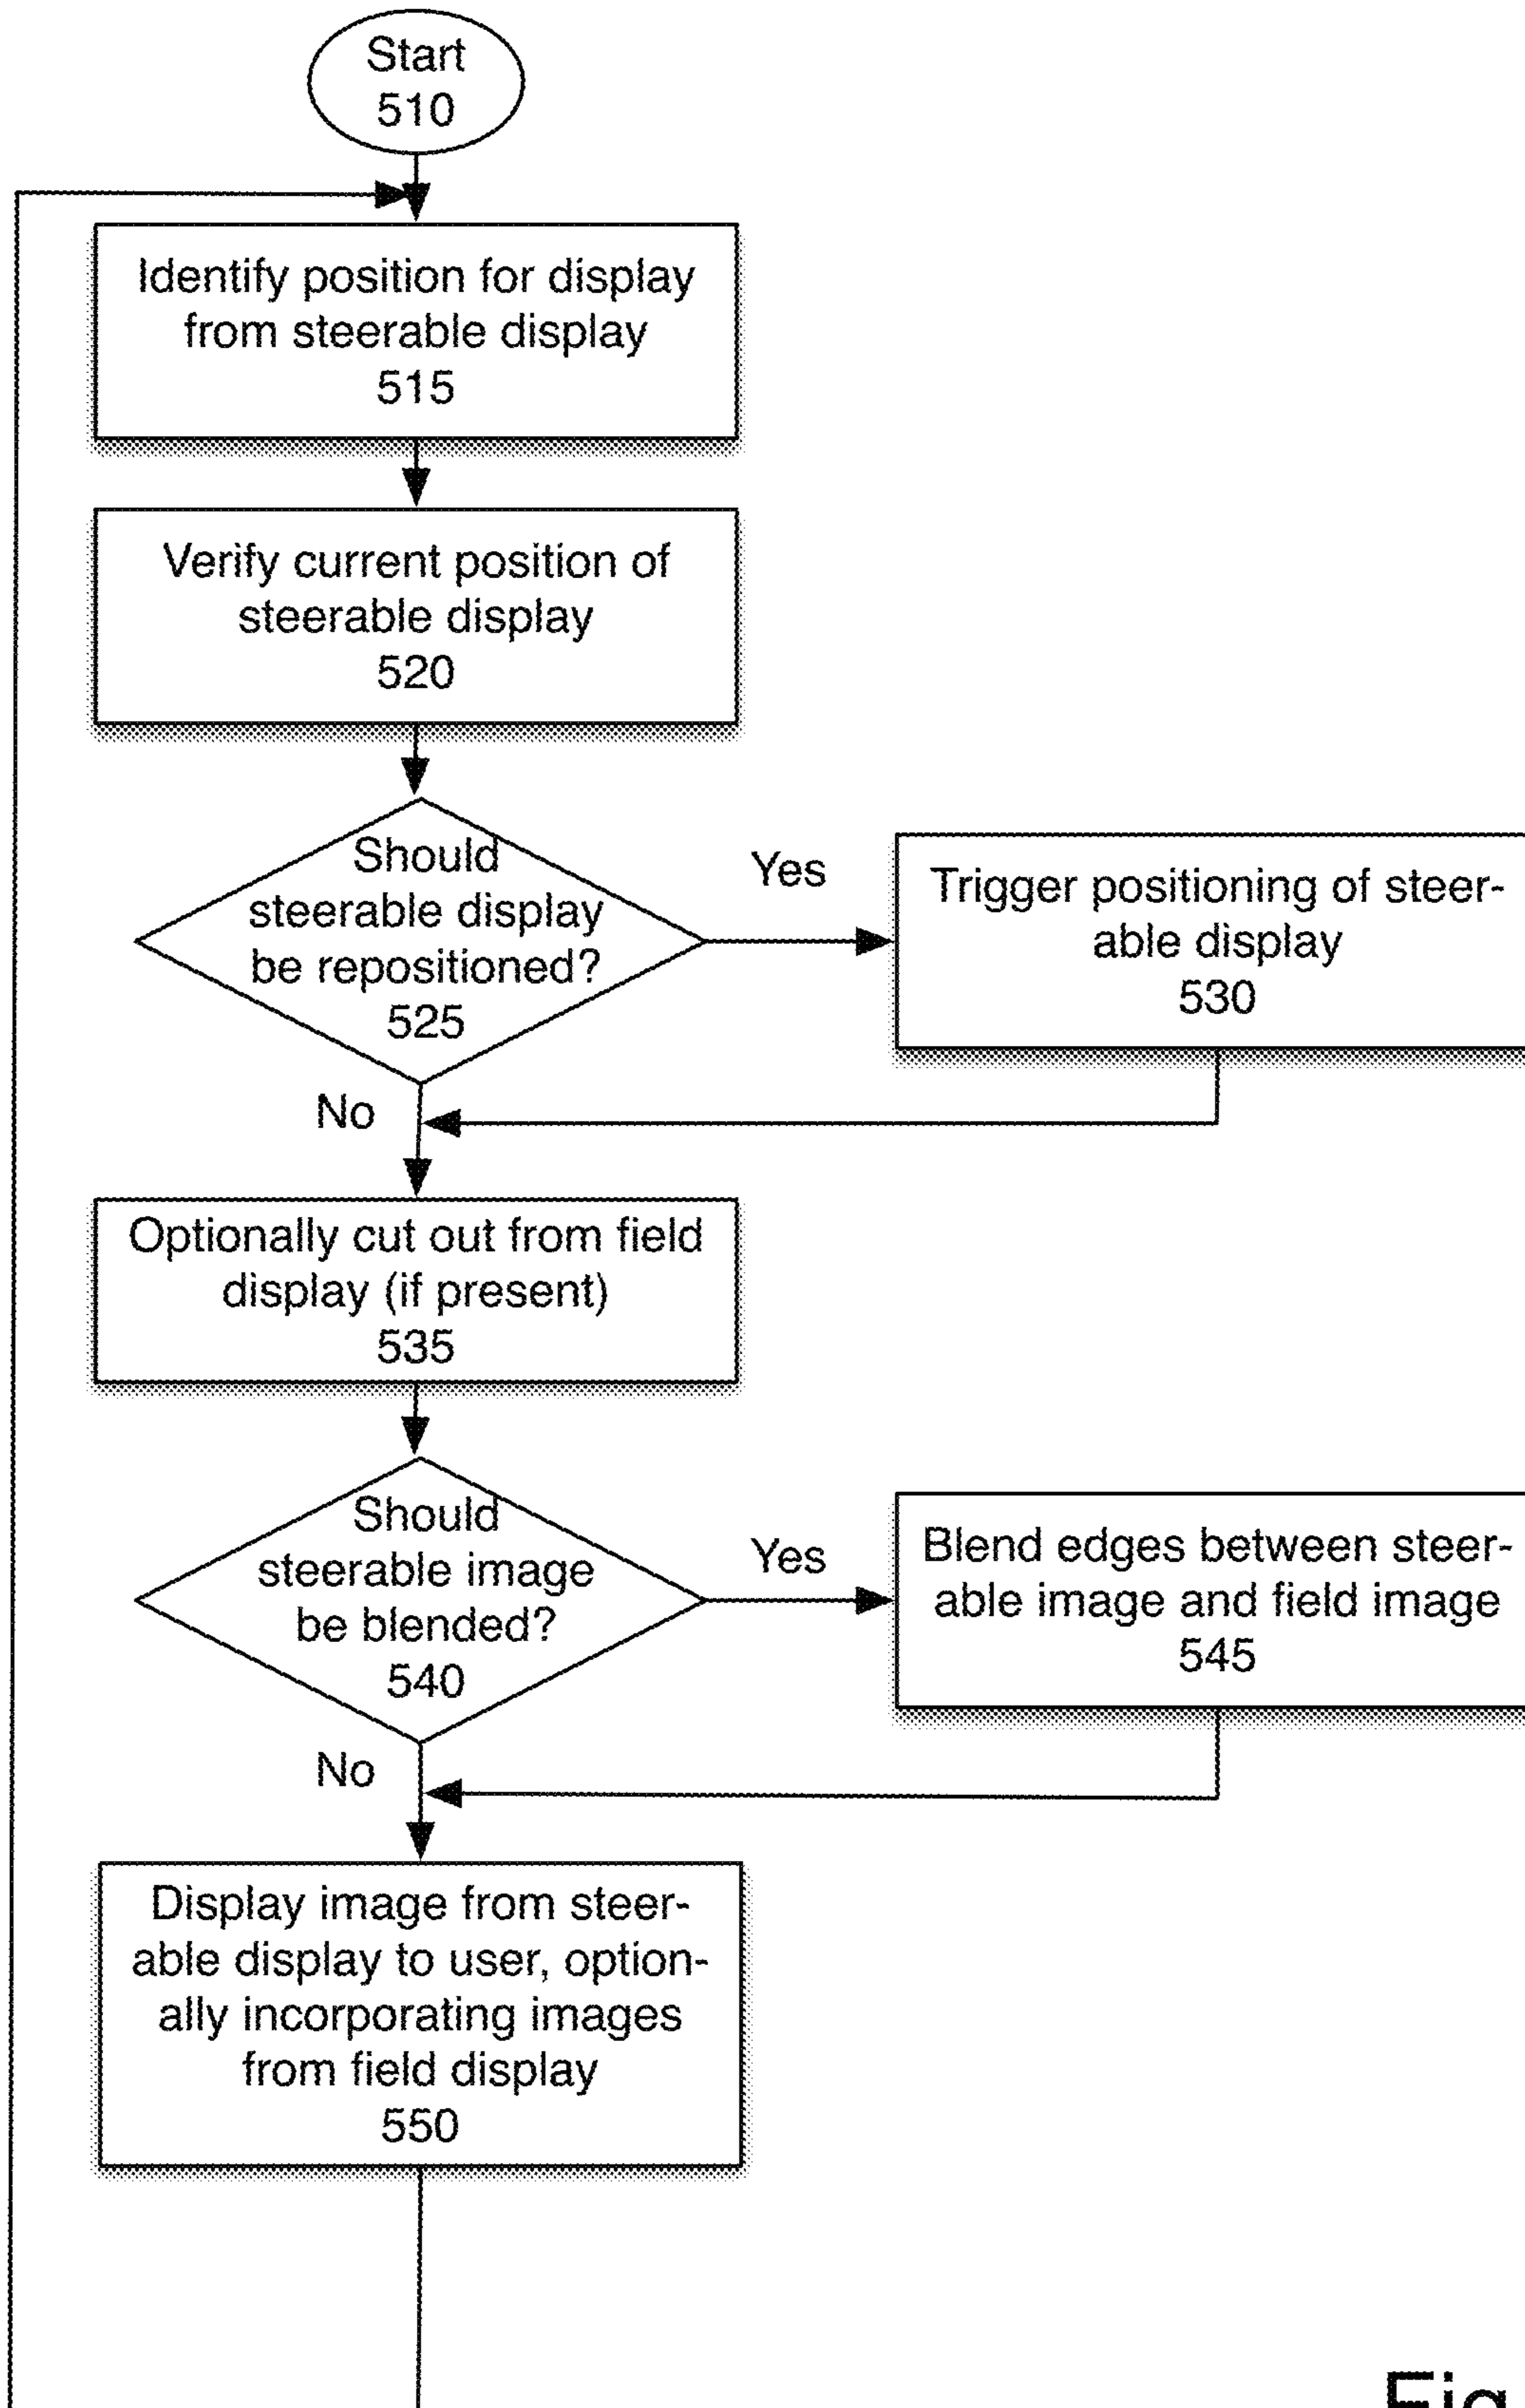 Start
510
Identify position for display
from steerable display
515
Verify current position of
steerable display
520
Should
steerable display
be repositioned?
525
Yes
Trigger positioning of steer-
able display
530
No
Optionally cut out from field
display (if present)
535
Should
steerable image
be blended?
540
Yes
Blend edges between steer-
able image and field image
545
No
Display image from steer-
able display to user, option-
ally incorporating images
from field display
550
Fig